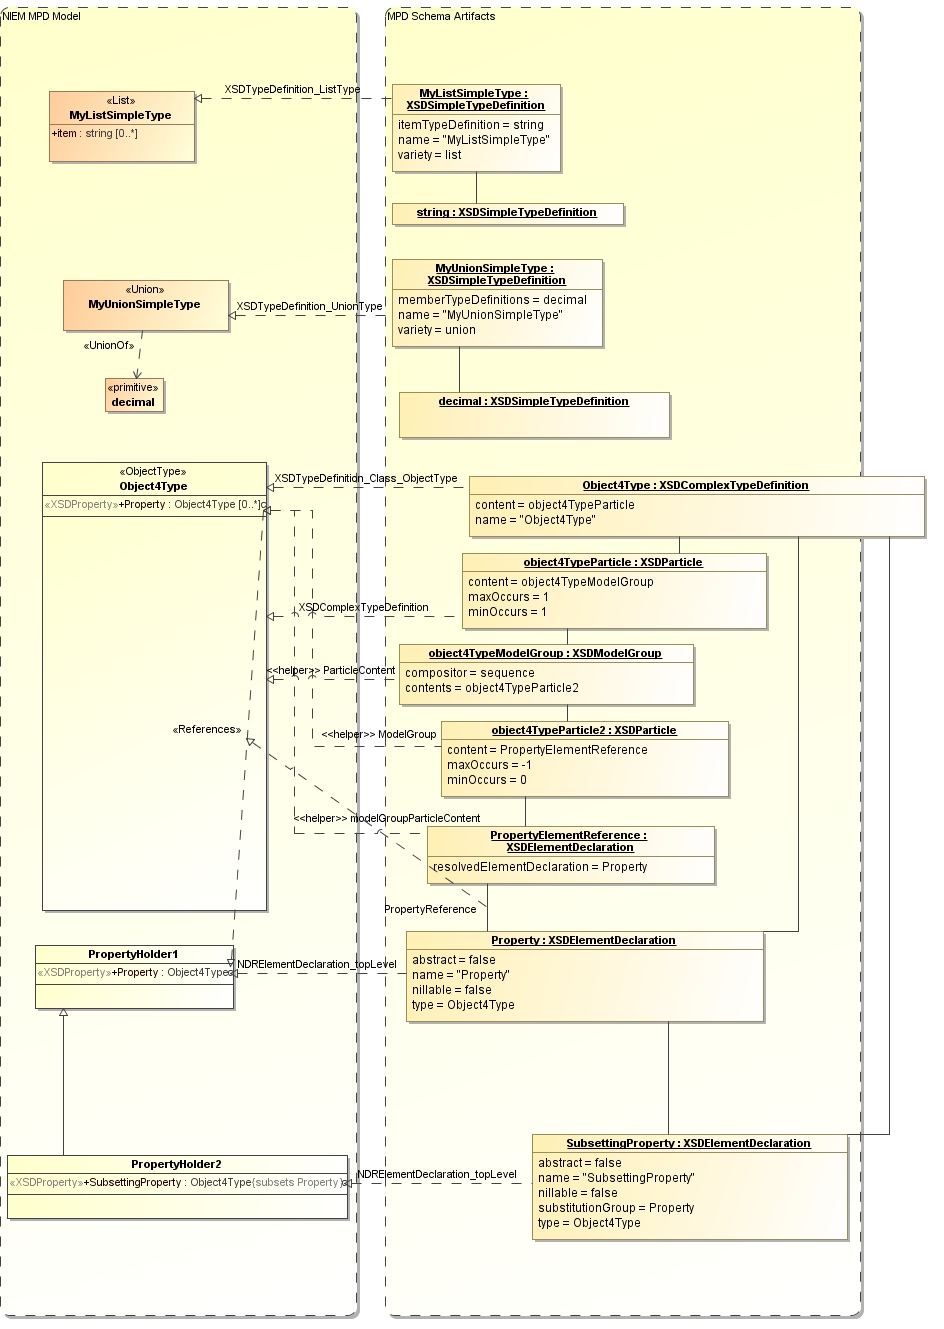 NIEM MPD Model
MPD Schema Artifacts
«List»
MyListSimpleType
+item : string [0..*]
XSDTypeDefinition_ListType
MyListSimpleType :
XSDSimpleTypeDefinition
itemTypeDefinition = string
name = "MyListSimpleType"
variety = list
string : XSDSimpleTypeDefinition
«Union»
MyUnionSimpleType
«UnionOf»
«primitive»
decimal
XSDTypeDefinition_UnionType
MyUnionSimpleType :
XSDSimpleTypeDefinition
memberTypeDefinitions = decimal
name = "MyUnionSimpleType"
variety = union
decimal : XSDSimpleTypeDefinition
«ObjectType»
Object4Type
«XSDProperty»+Property : Object4Type [0..*]
XSDTypeDefinition_Class_ObjectType
Object4Type : XSDComplexTypeDefinition
content = object4TypeParticle
name = "Object4Type"
object4TypeParticle : XSDParticle
content = object4TypeModelGroup
maxOccurs = 1
minOccurs = 1
XSDComplexTypeDefinition
object4TypeModelGroup : XSDModelGroup
compositor = sequence
contents = object4TypeParticle2
<<helper>> ParticleContent
«References»
<<helper>> ModelGroup
object4TypeParticle2 : XSDParticle
content = PropertyElementReference
maxOccurs = -1
minOccurs = 0
<<helper>> modelGroupParticleContent
PropertyElementReference :
XSDElementDeclaration
resolvedElementDeclaration = Property
PropertyReference
Property : XSDElementDeclaration
abstract = false
name = "Property"
nillable = false
type = Object4Type
PropertyHolder1
«XSDProperty»+Property : Object4Type
NDRElementDeclaration_topLevel
SubsettingProperty : XSDElementDeclaration
abstract = false
name = "SubsettingProperty"
nillable = false
substitutionGroup = Property
type = Object4Type
PropertyHolder2
«XSDProperty»+SubsettingProperty : Object4Type{subsets Property}
NDRElementDeclaration_topLevel